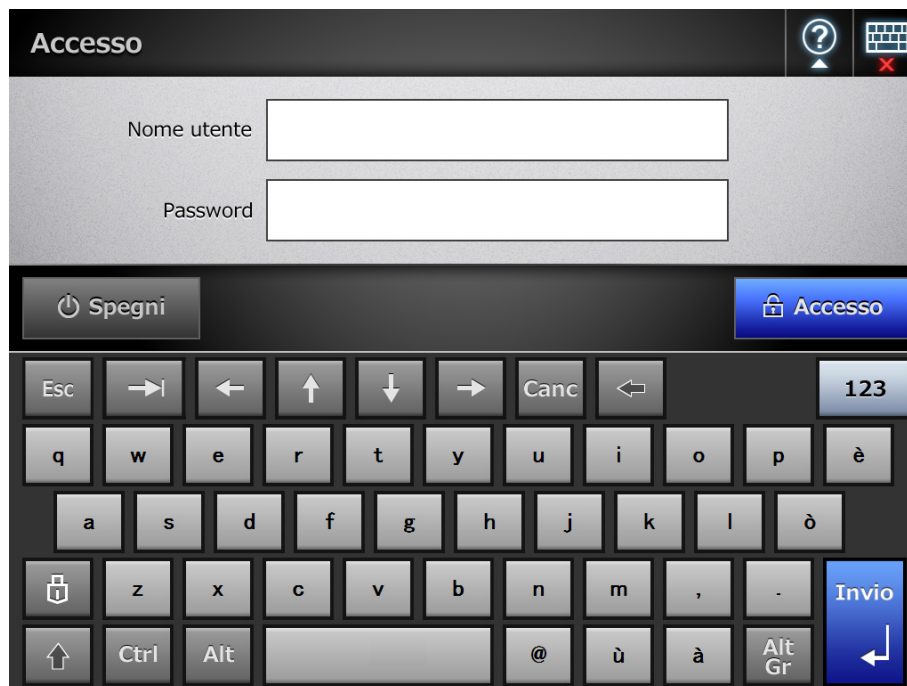 Accesso
?
Nome utente
Password
Spegni
Accesso
Esc
Canc
123
q w e r t y u i o p è
a s d f g h j k l ò
z x c v b n m , .
Invio
Ctrl Alt @ ù à Alt Gr